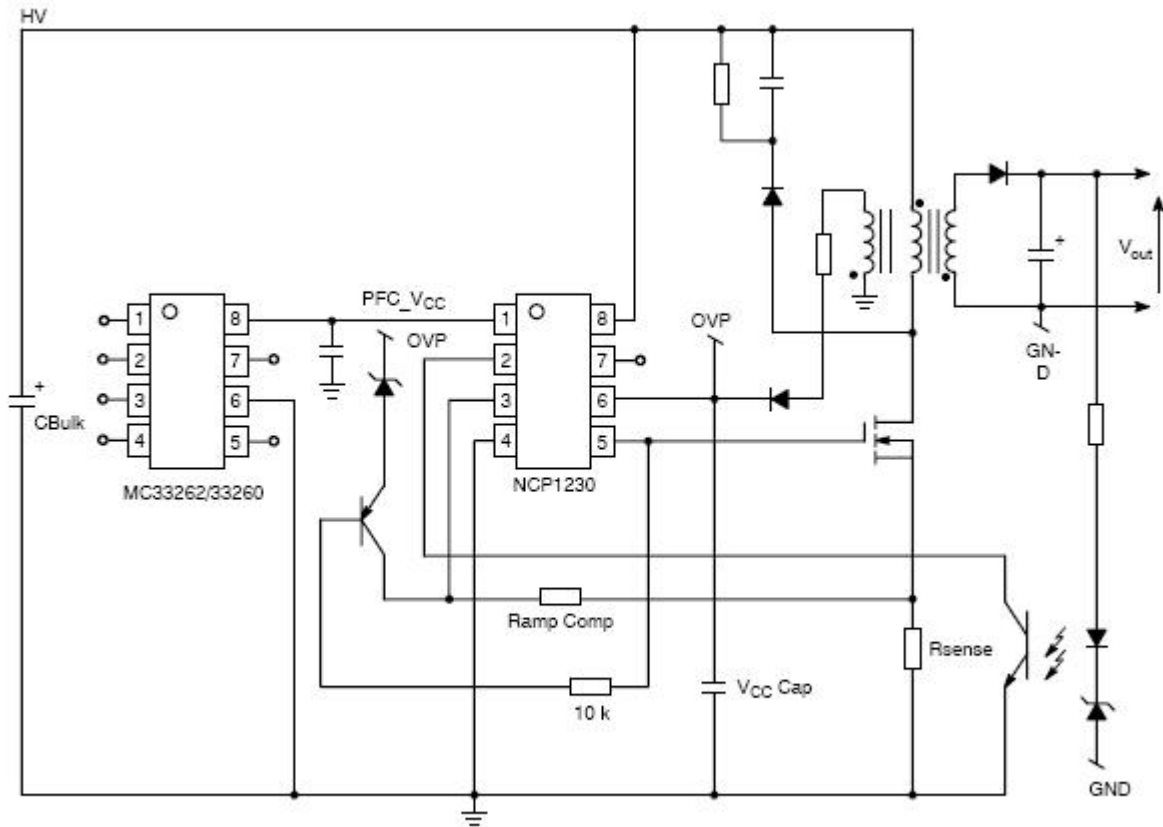 HV
PFC_VCC
OVP
OVP
Vout
1 8
2 7
3 6
4 5
1 8
2 7
3 6
4 5
+
CBulk
+
GN-
D
MC33262/33260
NCP1230
Ramp Comp
Rsense
10 k
VCC Cap
GND